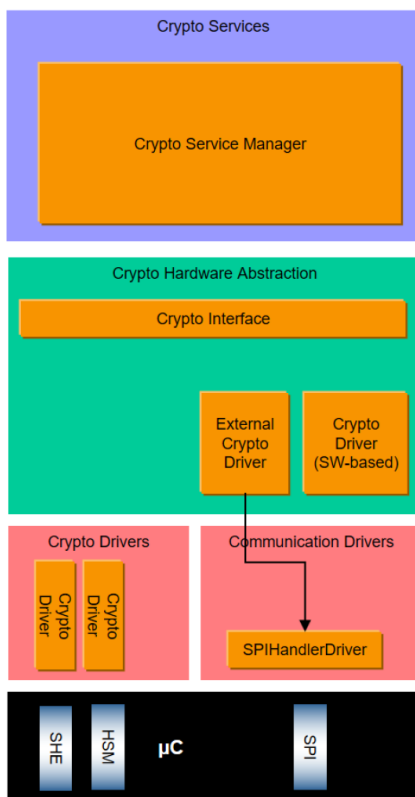 Crypto Services
Crypto Service Manager
Crypto Hardware Abstraction
Crypto Interface
External
Crypto
Driver
Crypto
Driver
(SW-based)
Crypto Drivers
Crypto
Driver
Crypto
Driver
Communication Drivers
SPIHandlerDriver
SHE
HSM
µC
SPI